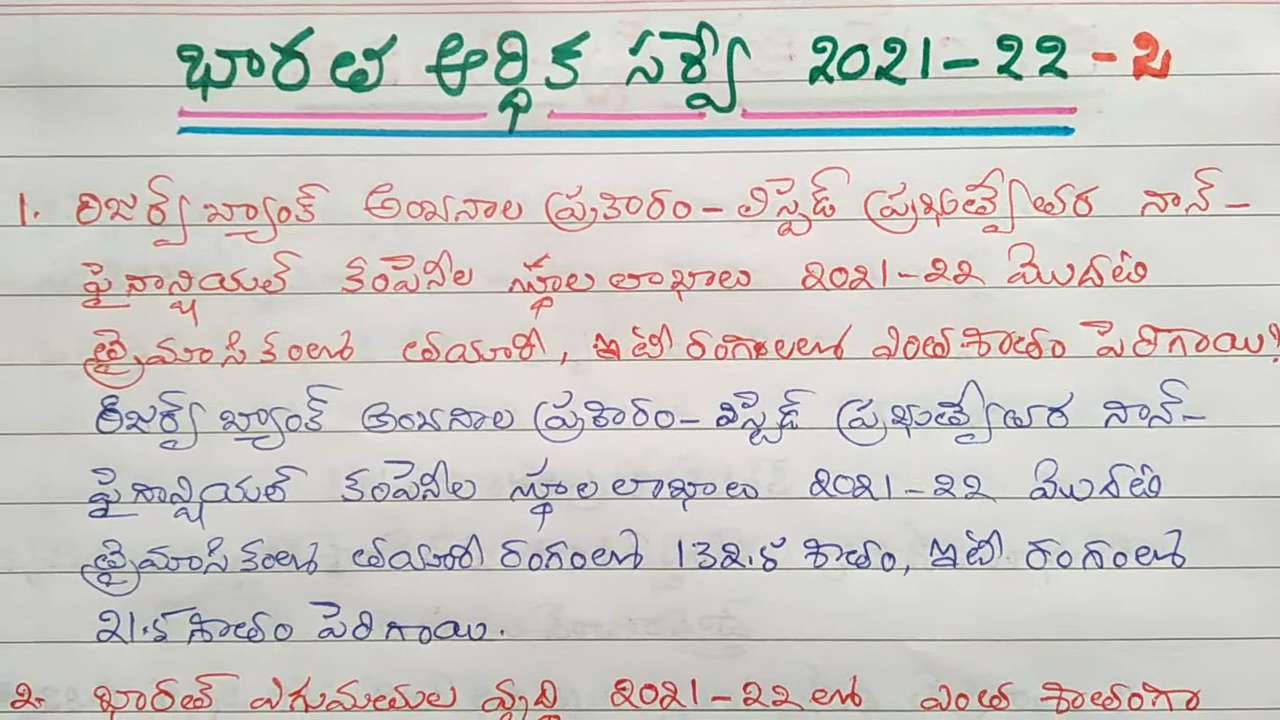 భారత ఆర్థిక సర్వే 2021-22 - 2
1. రిజర్వ్ బ్యాంక్ అంచనాల ప్రకారం - లిస్టెడ్ ప్రభుత్వేతర నాన్-
ఫైనాన్షియల్ కంపెనీల స్థూల లాభాలు 2021-22 మొదటి
త్రైమాసికంలో తయారీ, ఐటీ రంగాలలో ఎంత శాతం పెరిగాయి?
రిజర్వ్ బ్యాంక్ అంచనాల ప్రకారం - లిస్టెడ్ ప్రభుత్వేతర నాన్-
ఫైనాన్షియల్ కంపెనీల స్థూల లాభాలు 2021-22 మొదటి
త్రైమాసికంలో తయారీ రంగంలో 132.5 శాతం, ఐటీ రంగంలో
21.5 శాతం పెరిగాయి.
2. భారత్ ఎగుమతుల వృద్ధి 2021-22 లో ఎంత శాతంగా